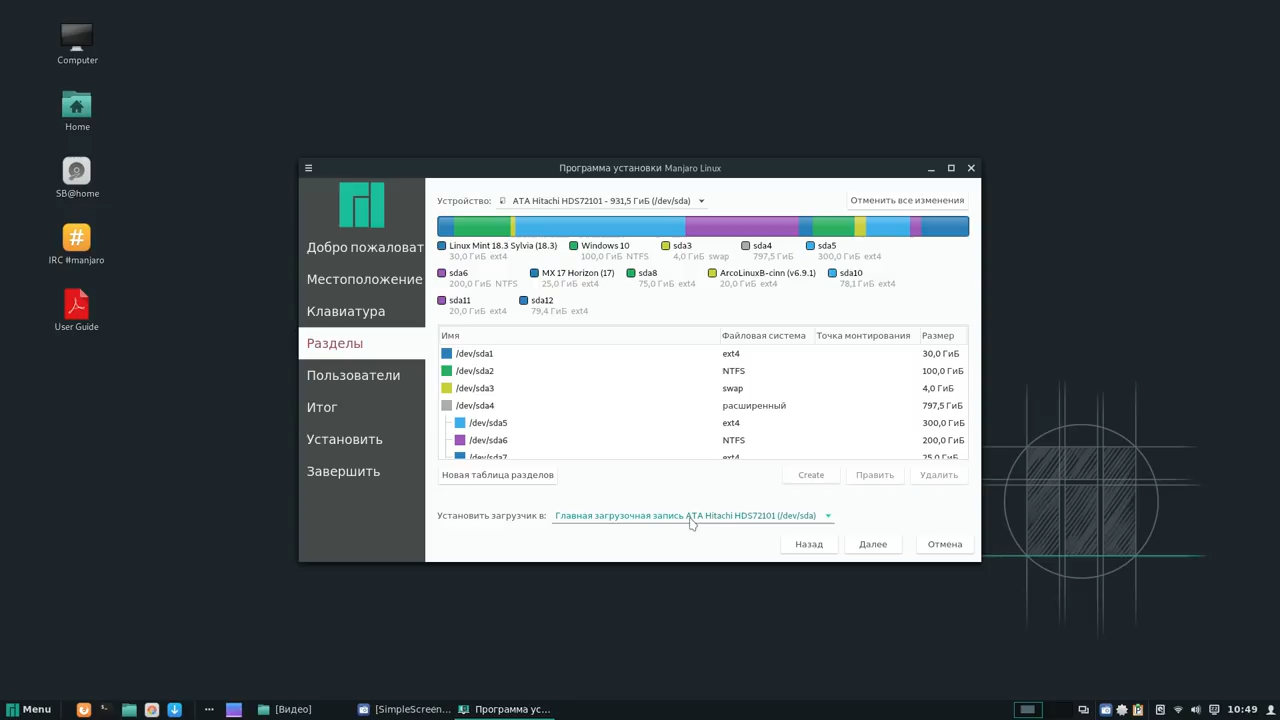 Computer
Home
SB@home
IRC #manjaro
User Guide
Программа установки Manjaro Linux
Добро пожаловат
Местоположение
Клавиатура
Разделы
Пользователи
Итог
Установить
Завершить
Устройство: ATA Hitachi HDS72101 - 931,5 ГиБ (/dev/sda)
Отменить все изменения
Linux Mint 18.3 Sylvia (18.3) Windows 10 sda3 sda4 sda5
30,0 ГиБ ext4 100,0 ГиБ NTFS 4,0 ГиБ swap 797,5 ГиБ 300,0 ГиБ ext4
sda6 MX 17 Horizon (17) sda8 ArcoLinuxB-cinn (v6.9.1) sda10
200,0 ГиБ NTFS 25,0 ГиБ ext4 75,0 ГиБ ext4 20,0 ГиБ ext4 78,1 ГиБ ext4
sda11 sda12
20,0 ГиБ ext4 79,4 ГиБ ext4
Имя Файловая система Точка монтирования Размер
/dev/sda1 ext4 30,0 ГиБ
/dev/sda2 NTFS 100,0 ГиБ
/dev/sda3 swap 4,0 ГиБ
/dev/sda4 расширенный 797,5 ГиБ
/dev/sda5 ext4 300,0 ГиБ
/dev/sda6 NTFS 200,0 ГиБ
/dev/sda7 ext4 25,0 ГиБ
Новая таблица разделов Create Править Удалить
Установить загрузчик в: Главная загрузочная запись ATA Hitachi HDS72101 (/dev/sda)
Назад Далее Отмена
Menu [Видео] [SimpleScreen... Программа ус... 10:49